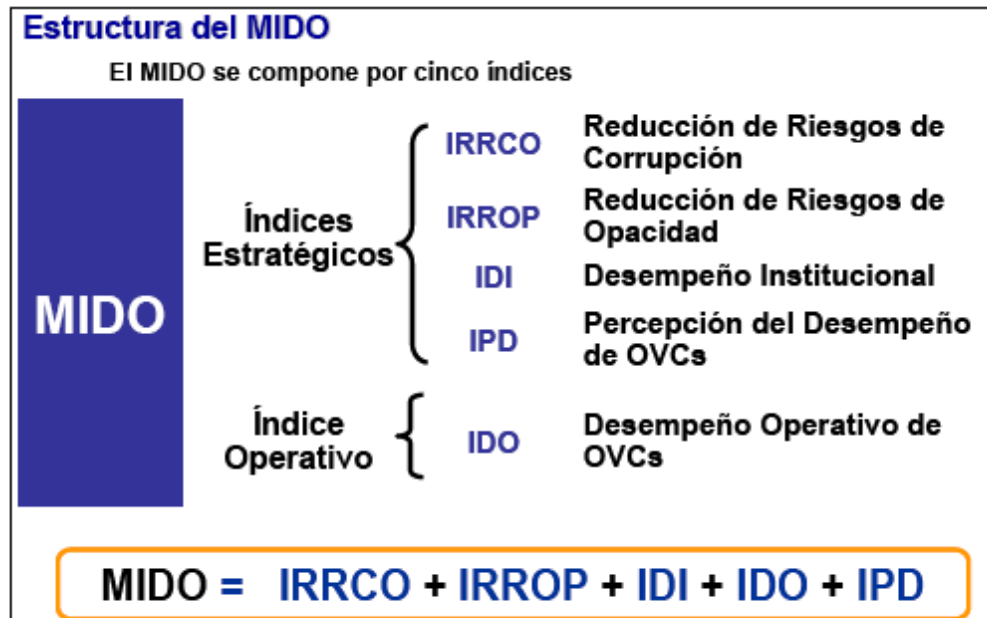 Estructura del MIDO
El MIDO se compone por cinco índices
MIDO
Índices
Estratégicos
IRRCO
Reducción de Riesgos de
Corrupción
IRROP
Reducción de Riesgos de
Opacidad
IDI
Desempeño Institucional
IPD
Percepción del Desempeño
de OVCs
Índice
Operativo
IDO
Desempeño Operativo de
OVCs
MIDO = IRRCO + IRROP + IDI + IDO + IPD